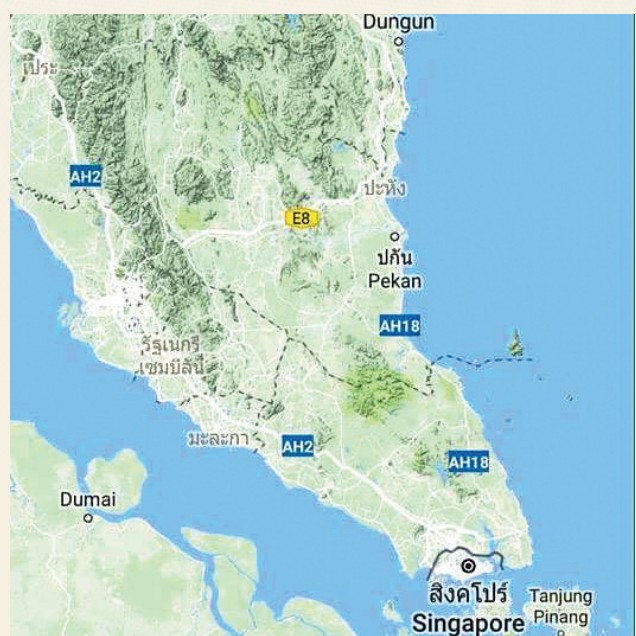 Dungun
เประ
AH2
ปะหัง
E8
ปกัน
Pekan
AH18
รัฐเนกรี
เซมบีลัน
มะละกา
AH2
AH18
Dumai
สิงคโปร์
Singapore
Tanjung
Pinang